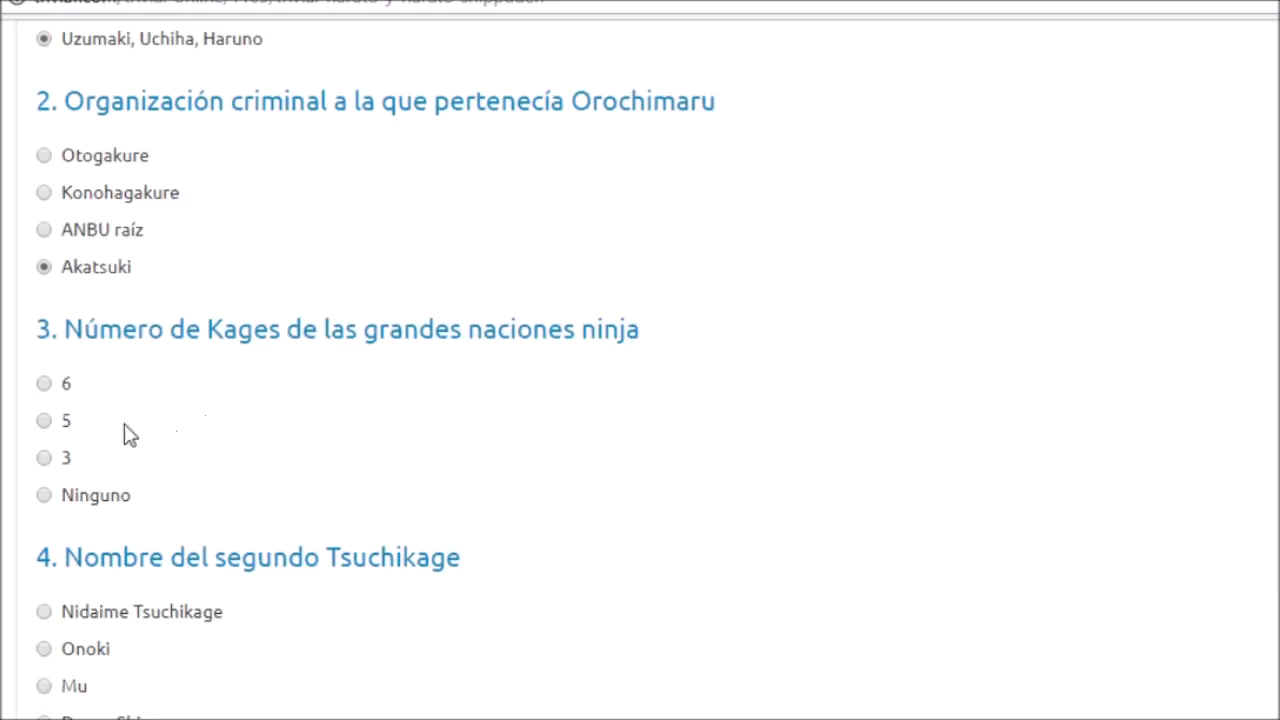 Uzumaki, Uchiha, Haruno
2. Organización criminal a la que pertenecía Orochimaru
Otogakure
Konohagakure
ANBU raíz
Akatsuki
3. Número de Kages de las grandes naciones ninja
6
5
3
Ninguno
4. Nombre del segundo Tsuchikage
Nidaime Tsuchikage
Onoki
Mu